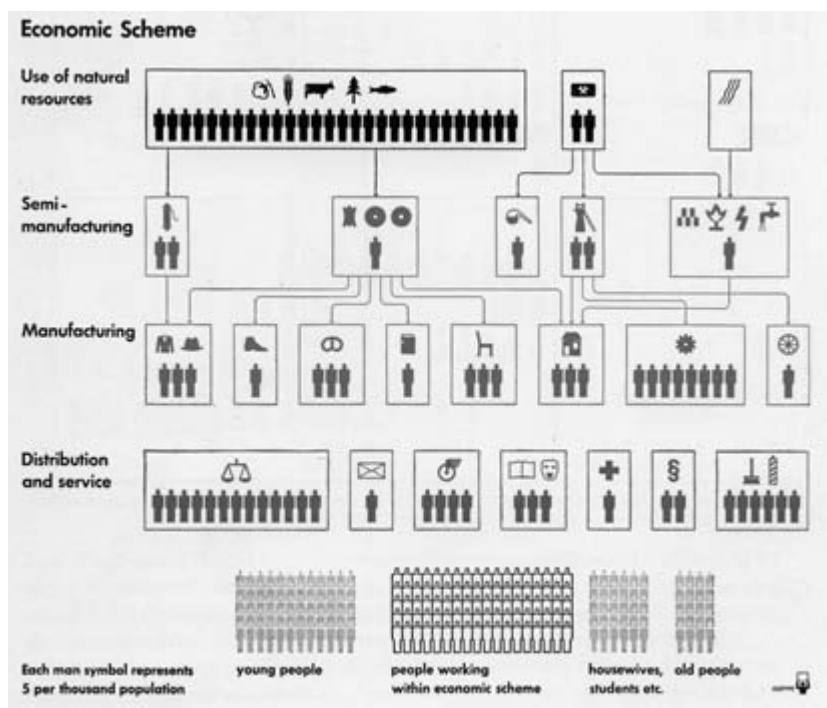 Economic Scheme
Use of natural
resources
Semi-
manufacturing
Manufacturing
Distribution
and service
§
young people
people working
within economic scheme
housewives,
students etc.
old people
Each man symbol represents
5 per thousand population